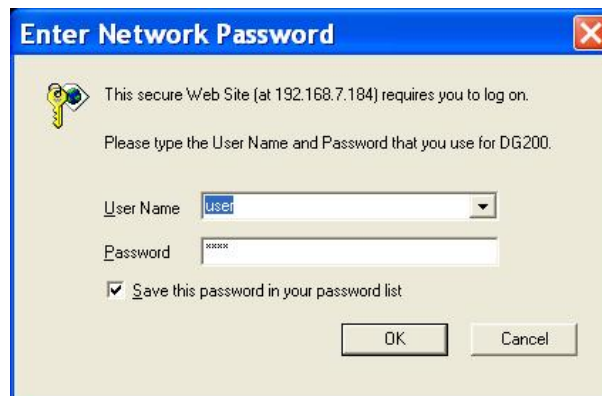 Enter Network Password
This secure Web Site (at 192.168.7.184) requires you to log on.
Please type the User Name and Password that you use for DG200.
User Name user
Password ****
Save this password in your password list
OK Cancel